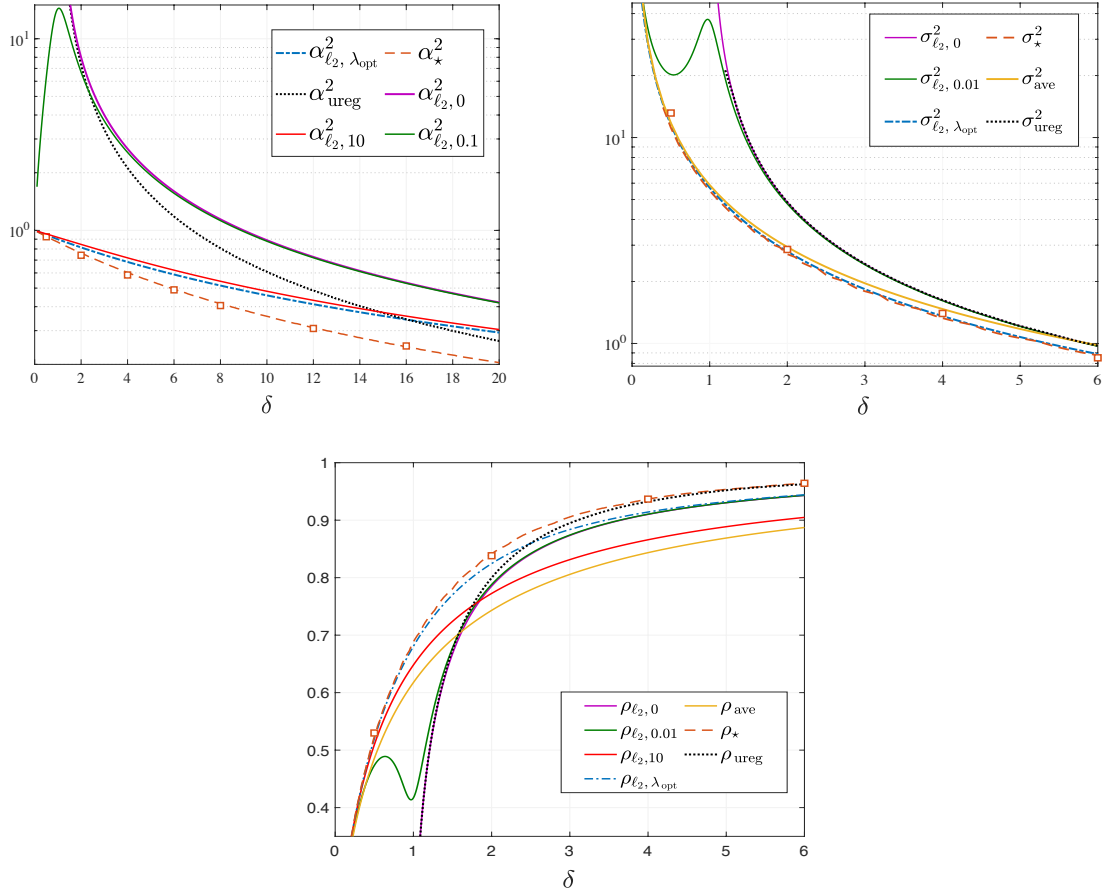 10^1
10^0
0 2 4 6 8 10 12 14 16 18 20
δ
α²_{ℓ₂, λ_opt} α²_⋆
α²_ureg α²_{ℓ₂,0}
α²_{ℓ₂,10} α²_{ℓ₂,0.1}
10^1
10^0
0 1 2 3 4 5 6
δ
σ²_{ℓ₂,0} σ²_⋆
σ²_{ℓ₂,0.01} σ²_ave
σ²_{ℓ₂,λ_opt} σ²_ureg
1
0.9
0.8
0.7
0.6
0.5
0.4
0 1 2 3 4 5 6
δ
ρ_{ℓ₂,0} ρ_ave
ρ_{ℓ₂,0.01} ρ_⋆
ρ_{ℓ₂,10} ρ_ureg
ρ_{ℓ₂,λ_opt}